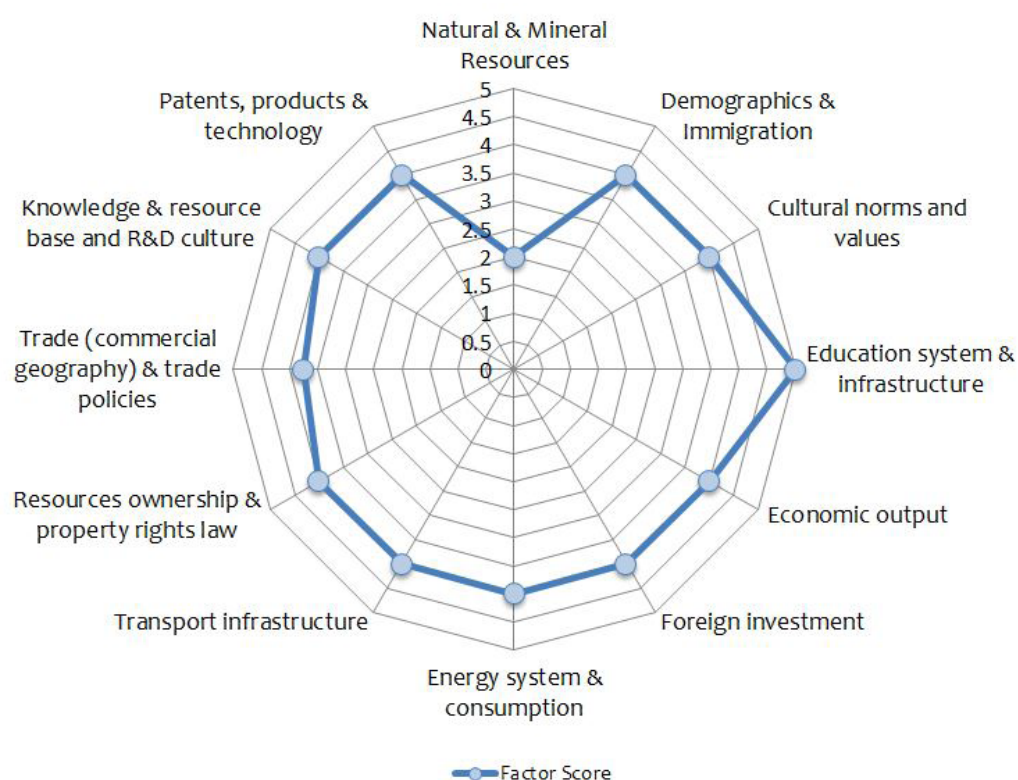 Natural & Mineral
Resources
Demographics &
Immigration
Cultural norms and
values
Education system &
infrastructure
Economic output
Foreign investment
Energy system &
consumption
Transport infrastructure
Resources ownership &
property rights law
Trade (commercial
geography) & trade
policies
Knowledge & resource
base and R&D culture
Patents, products &
technology
5
4.5
4
3.5
3
2.5
2
1.5
1
0.5
0
Factor Score